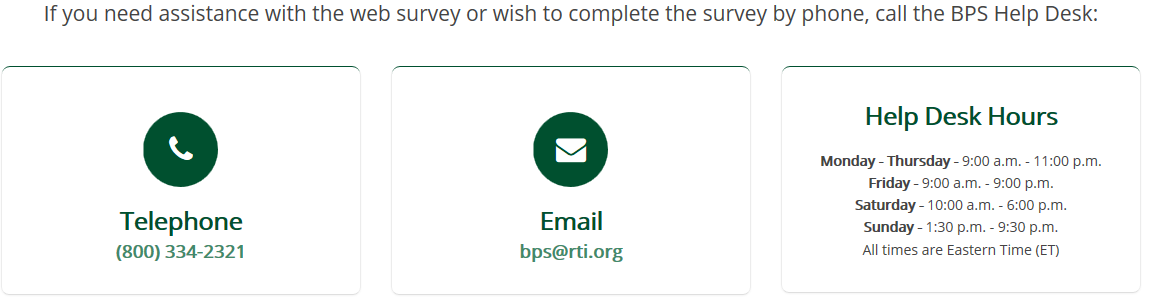 If you need assistance with the web survey or wish to complete the survey by phone, call the BPS Help Desk:
Telephone
(800) 334-2321
Email
bps@rti.org
Help Desk Hours
Monday - Thursday - 9:00 a.m. - 11:00 p.m.
Friday - 9:00 a.m. - 9:00 p.m.
Saturday - 10:00 a.m. - 6:00 p.m.
Sunday - 1:30 p.m. - 9:30 p.m.
All times are Eastern Time (ET)